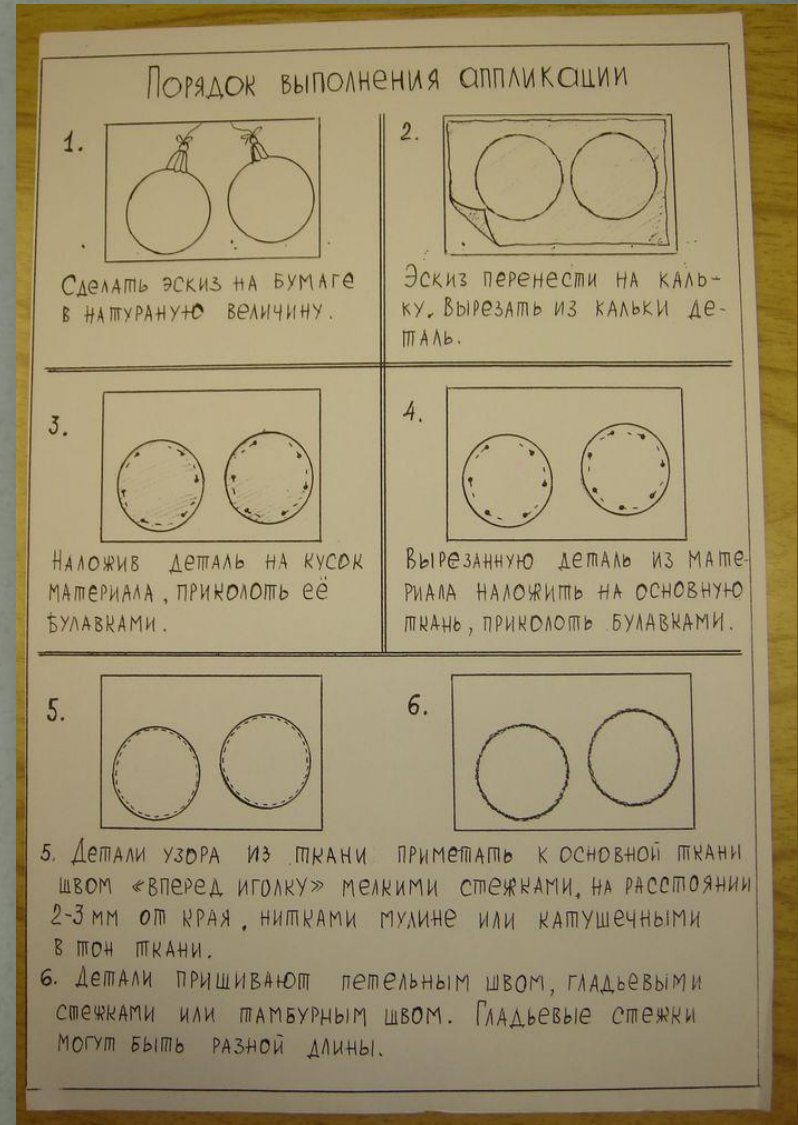 Порядок выполнения аппликации
1.
Сделать эскиз на бумаге
в натураную величину.
2.
Эскиз перенести на каль-
ку. Вырезать из кальки де-
таль.
3.
Наложив деталь на кусок
материала, приколоть её
булавками.
4.
Вырезанную деталь из мате-
риала наложить на основную
ткань, приколоть булавками.
5.
6.
5. Детали узора из ткани приметать к основной ткани
швом «вперед иголку» мелкими стежками, на расстоянии
2-3 мм от края, нитками мулине или катушечными
в тон ткани.
6. Детали пришивают петельным швом, гладьевыми
стежками или тамбурным швом. Гладьевые стежки
могут быть разной длины.